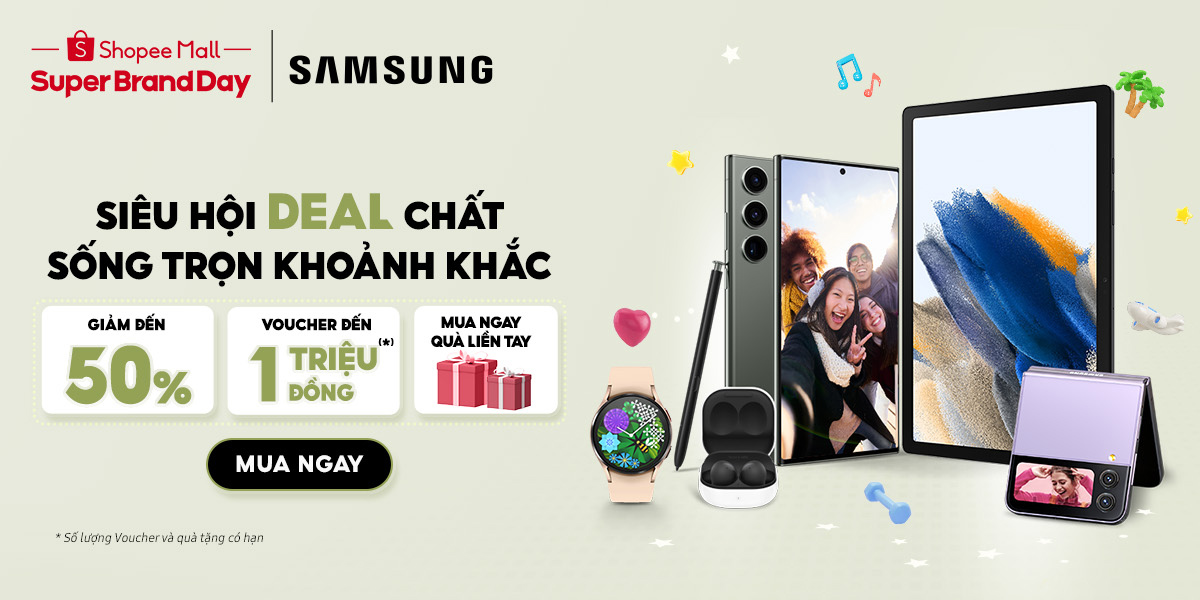 Shopee Mall
Super Brand Day
SAMSUNG
SIÊU HỘI DEAL CHẤT
SỐNG TRỌN KHOẢNH KHẮC
GIẢM ĐẾN
50%
VOUCHER ĐẾN
1 TRIỆU(*)
ĐỒNG
MUA NGAY
QUÀ LIỀN TAY
MUA NGAY
* Số lượng Voucher và quà tặng có hạn
SAMSUNG